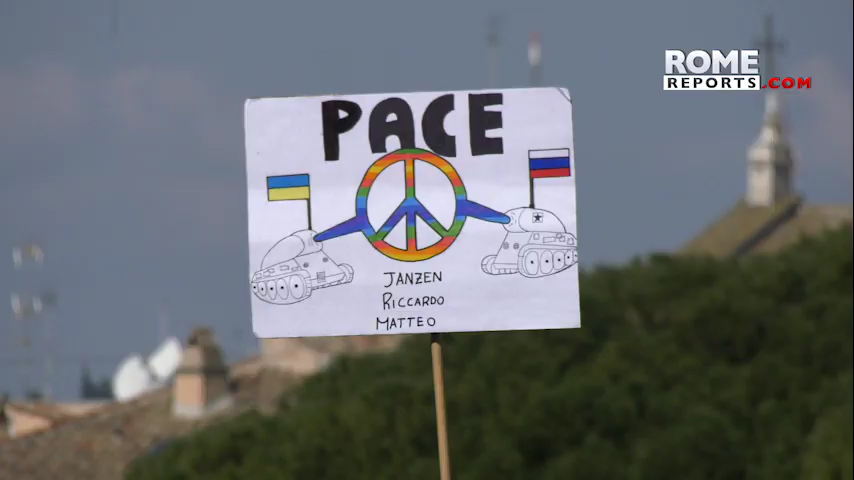 ROME
REPORTS.COM
PACE
JANZEN
RICCARDO
MATTEO